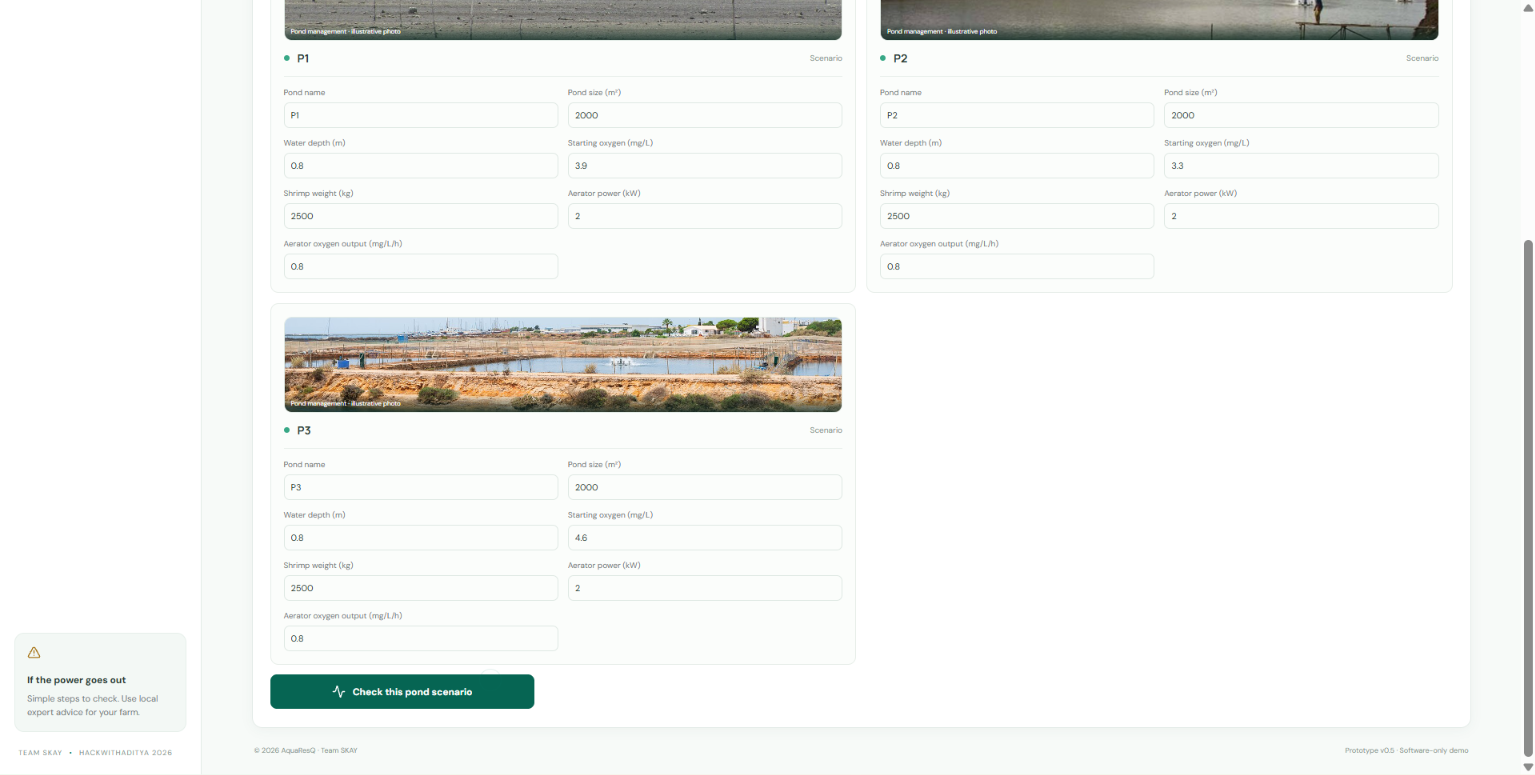 Pond management · illustrative photo
Pond management · illustrative photo
P1 Scenario
Pond name Pond size (m²)
P1 2000
Water depth (m) Starting oxygen (mg/L)
0.8 3.9
Shrimp weight (kg) Aerator power (kW)
2500 2
Aerator oxygen output (mg/L/h)
0.8
P2 Scenario
Pond name Pond size (m²)
P2 2000
Water depth (m) Starting oxygen (mg/L)
0.8 3.3
Shrimp weight (kg) Aerator power (kW)
2500 2
Aerator oxygen output (mg/L/h)
0.8
Pond management · illustrative photo
P3 Scenario
Pond name Pond size (m²)
P3 2000
Water depth (m) Starting oxygen (mg/L)
0.8 4.6
Shrimp weight (kg) Aerator power (kW)
2500 2
Aerator oxygen output (mg/L/h)
0.8
Check this pond scenario
If the power goes out
Simple steps to check. Use local
expert advice for your farm.
TEAM SKAY • HACKWITHADITYA 2026
© 2026 AquaResQ · Team SKAY
Prototype v0.5 · Software-only demo